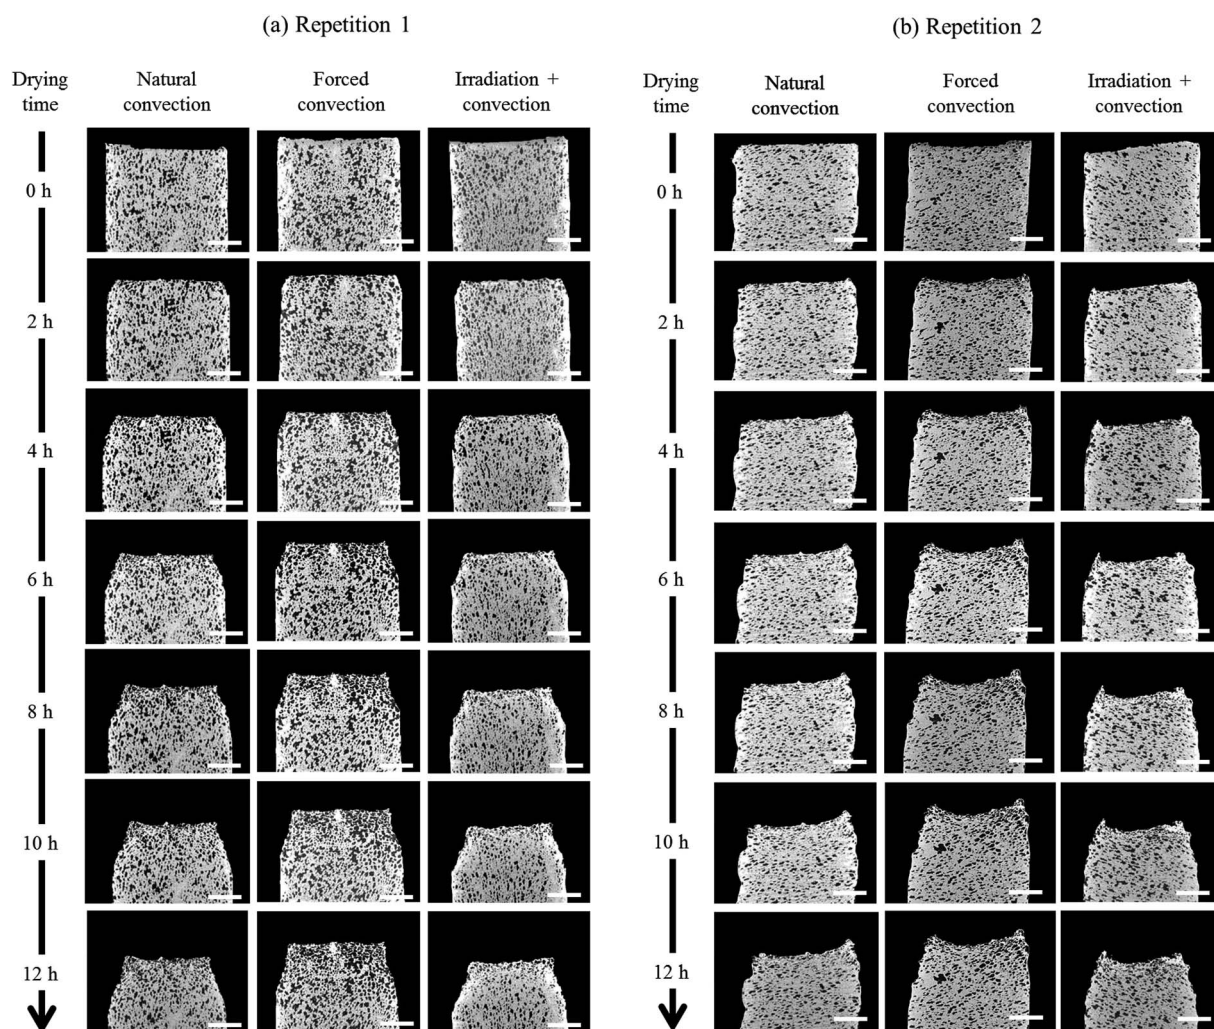 (a) Repetition 1
Drying
time
Natural
convection
Forced
convection
Irradiation +
convection
0 h
2 h
4 h
6 h
8 h
10 h
12 h
(b) Repetition 2
Drying
time
Natural
convection
Forced
convection
Irradiation +
convection
0 h
2 h
4 h
6 h
8 h
10 h
12 h